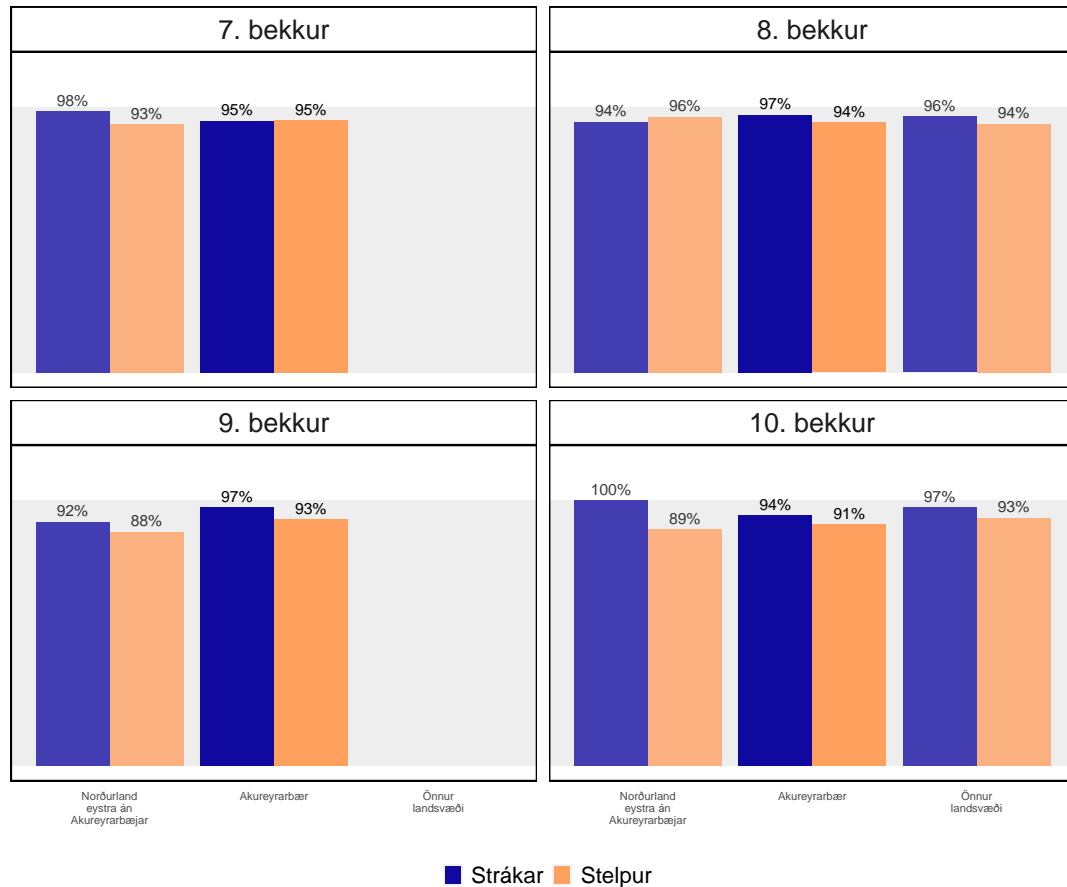 7. bekkur
98%
93%
95%
95%
8. bekkur
94%
96%
97%
94%
96%
94%
9. bekkur
92%
88%
97%
93%
10. bekkur
100%
89%
94%
91%
97%
93%
Norðurland
eystra án
Akureyrarbæjar
Akureyrarbær
Önnur
landsvæði
Norðurland
eystra án
Akureyrarbæjar
Akureyrarbær
Önnur
landsvæði
Strákar Stelpur